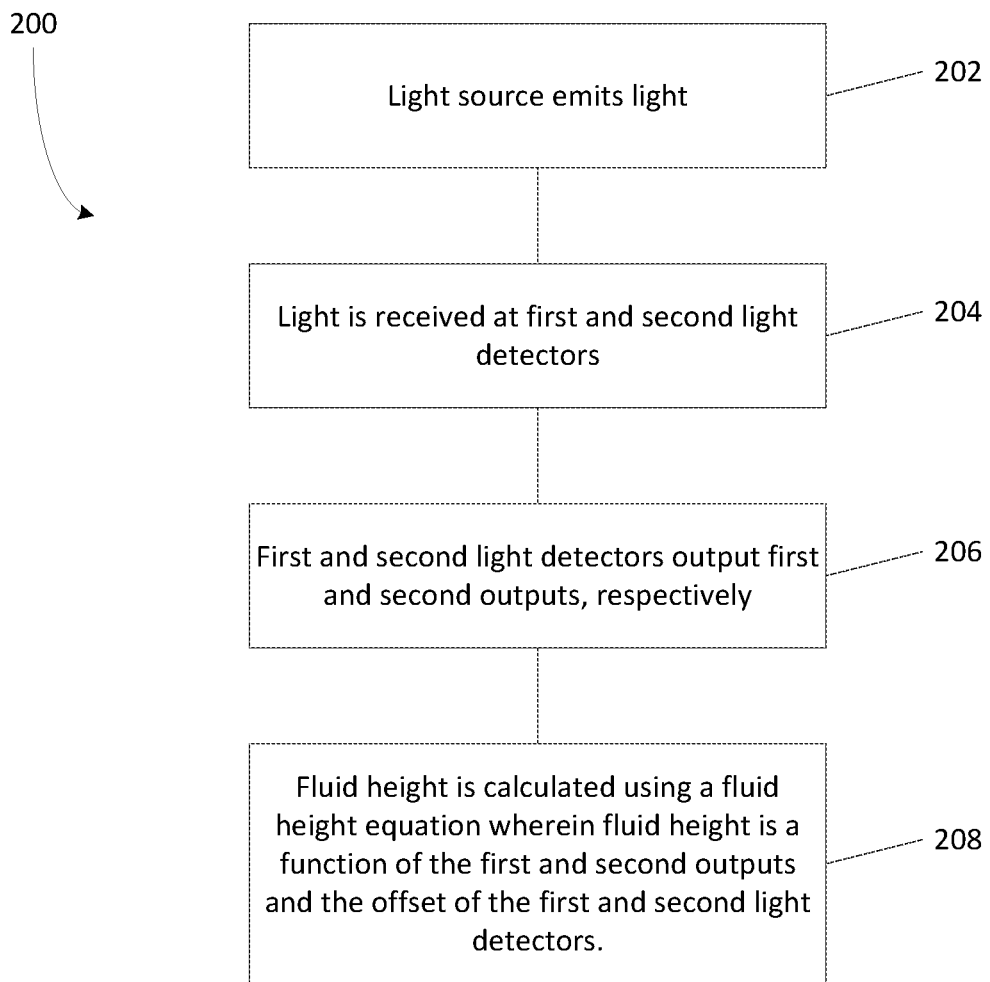 200
Light source emits light
202
Light is received at first and second light
detectors
204
First and second light detectors output first
and second outputs, respectively
206
Fluid height is calculated using a fluid
height equation wherein fluid height is a
function of the first and second outputs
and the offset of the first and second light
detectors.
208